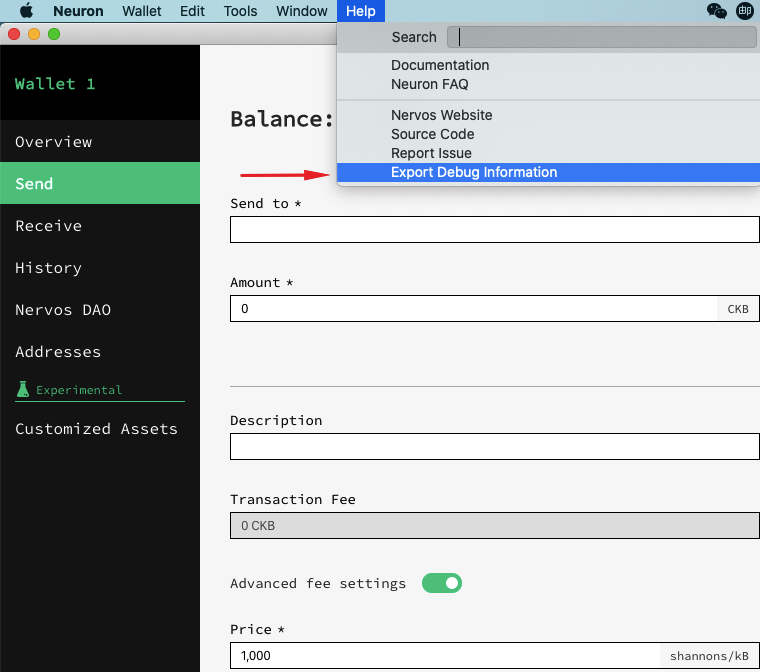 Neuron Wallet Edit Tools Window Help
Search
Documentation
Neuron FAQ
Nervos Website
Source Code
Report Issue
Export Debug Information
Wallet 1
Overview
Send
Receive
History
Nervos DAO
Addresses
Experimental
Customized Assets
Balance:
Send to *
Amount *
0 CKB
Description
Transaction Fee
0 CKB
Advanced fee settings
Price *
1,000 shannons/kB